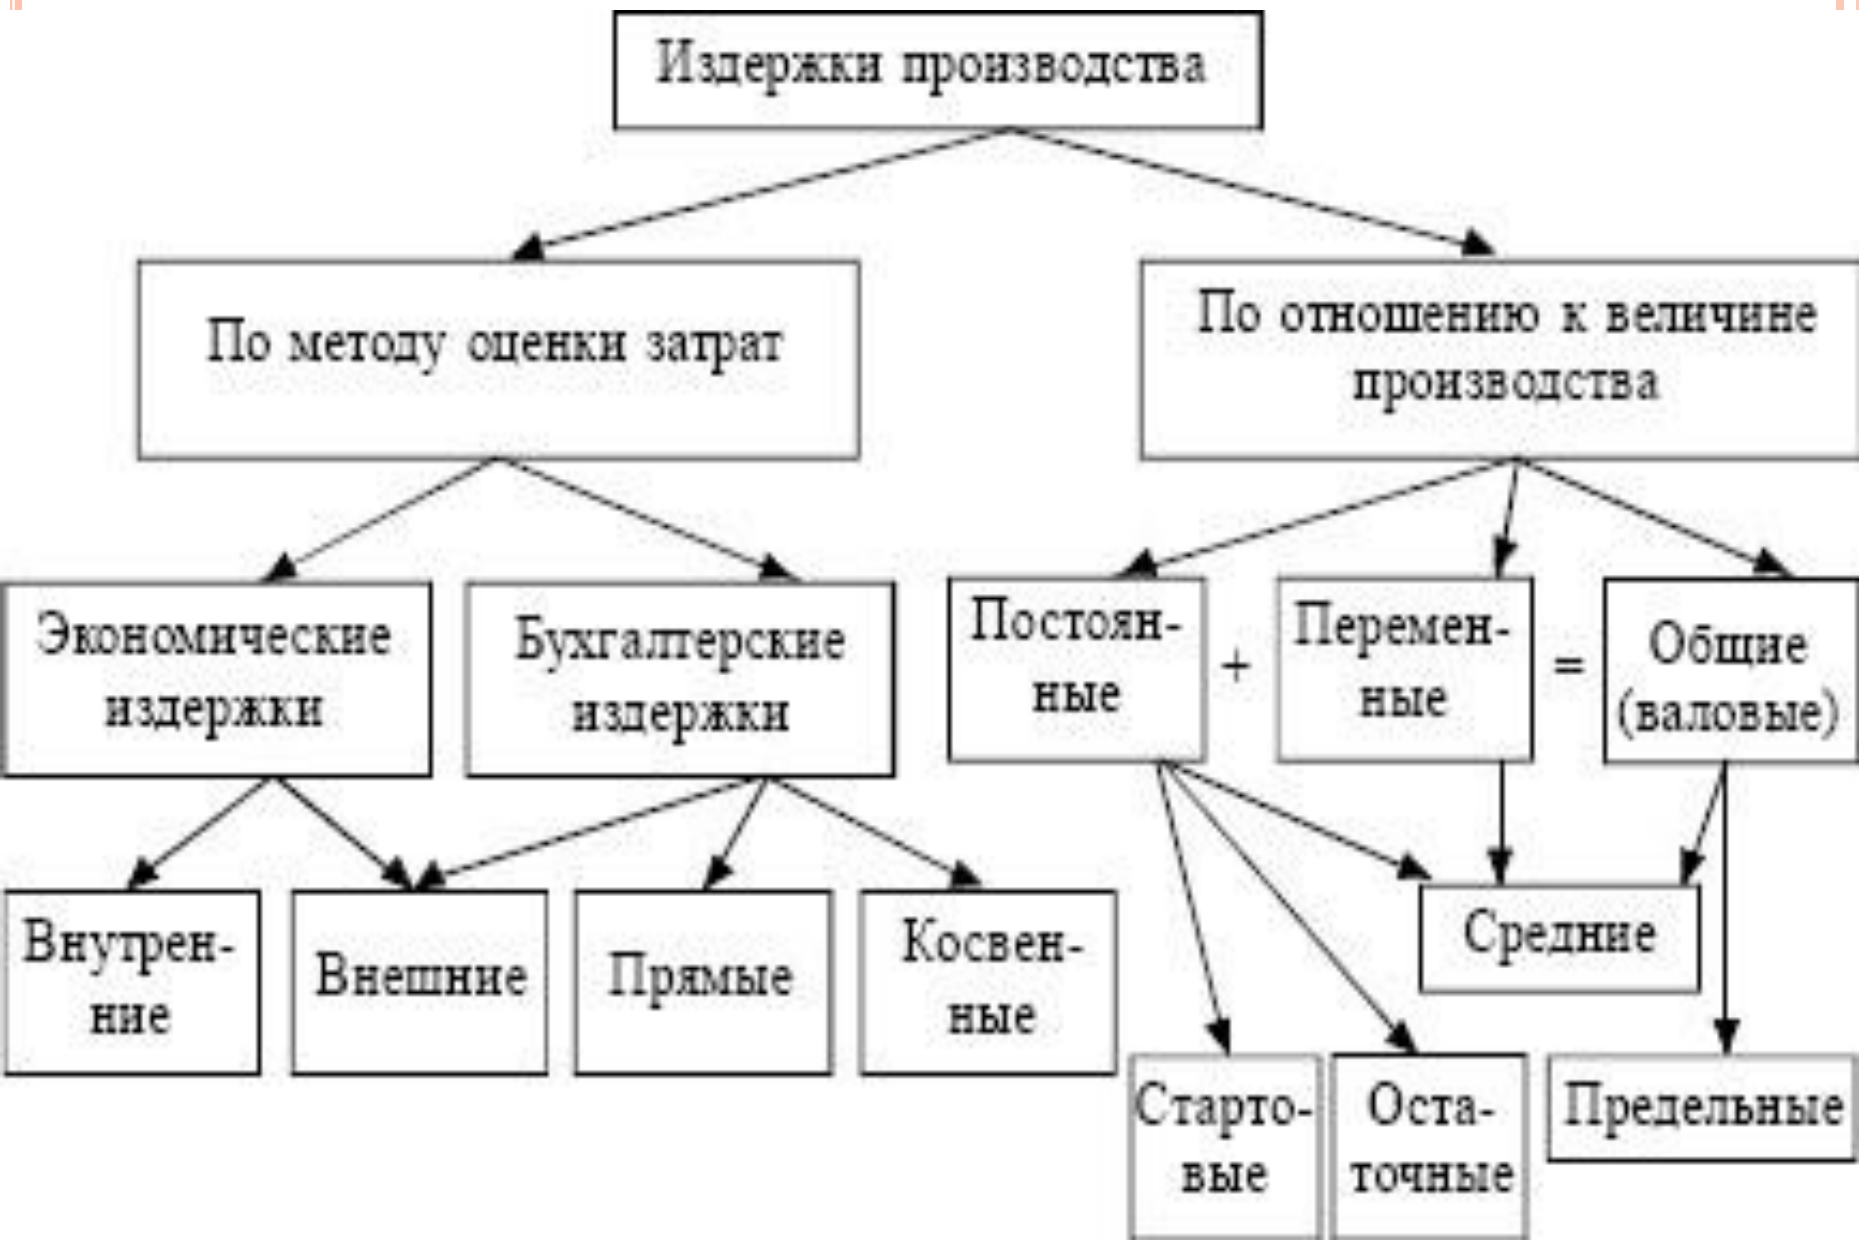 Издержки производства
По методу оценки затрат
По отношению к величине
производства
Экономические
издержки
Бухгалтерские
издержки
Постоян-
ные
+
Перемен-
ные
=
Общие
(валовые)
Внутрен-
ние
Внешние
Прямые
Косвен-
ные
Средние
Старто-
вые
Оста-
точные
Предельные